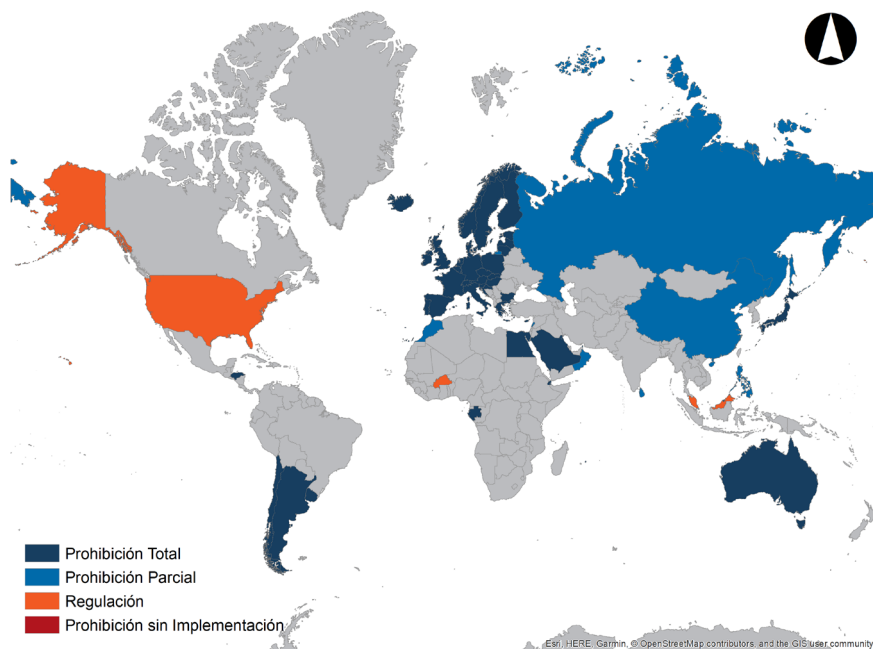 Prohibición Total
Prohibición Parcial
Regulación
Prohibición sin Implementación
Esri, HERE, Garmin, © OpenStreetMap contributors, and the GIS user community